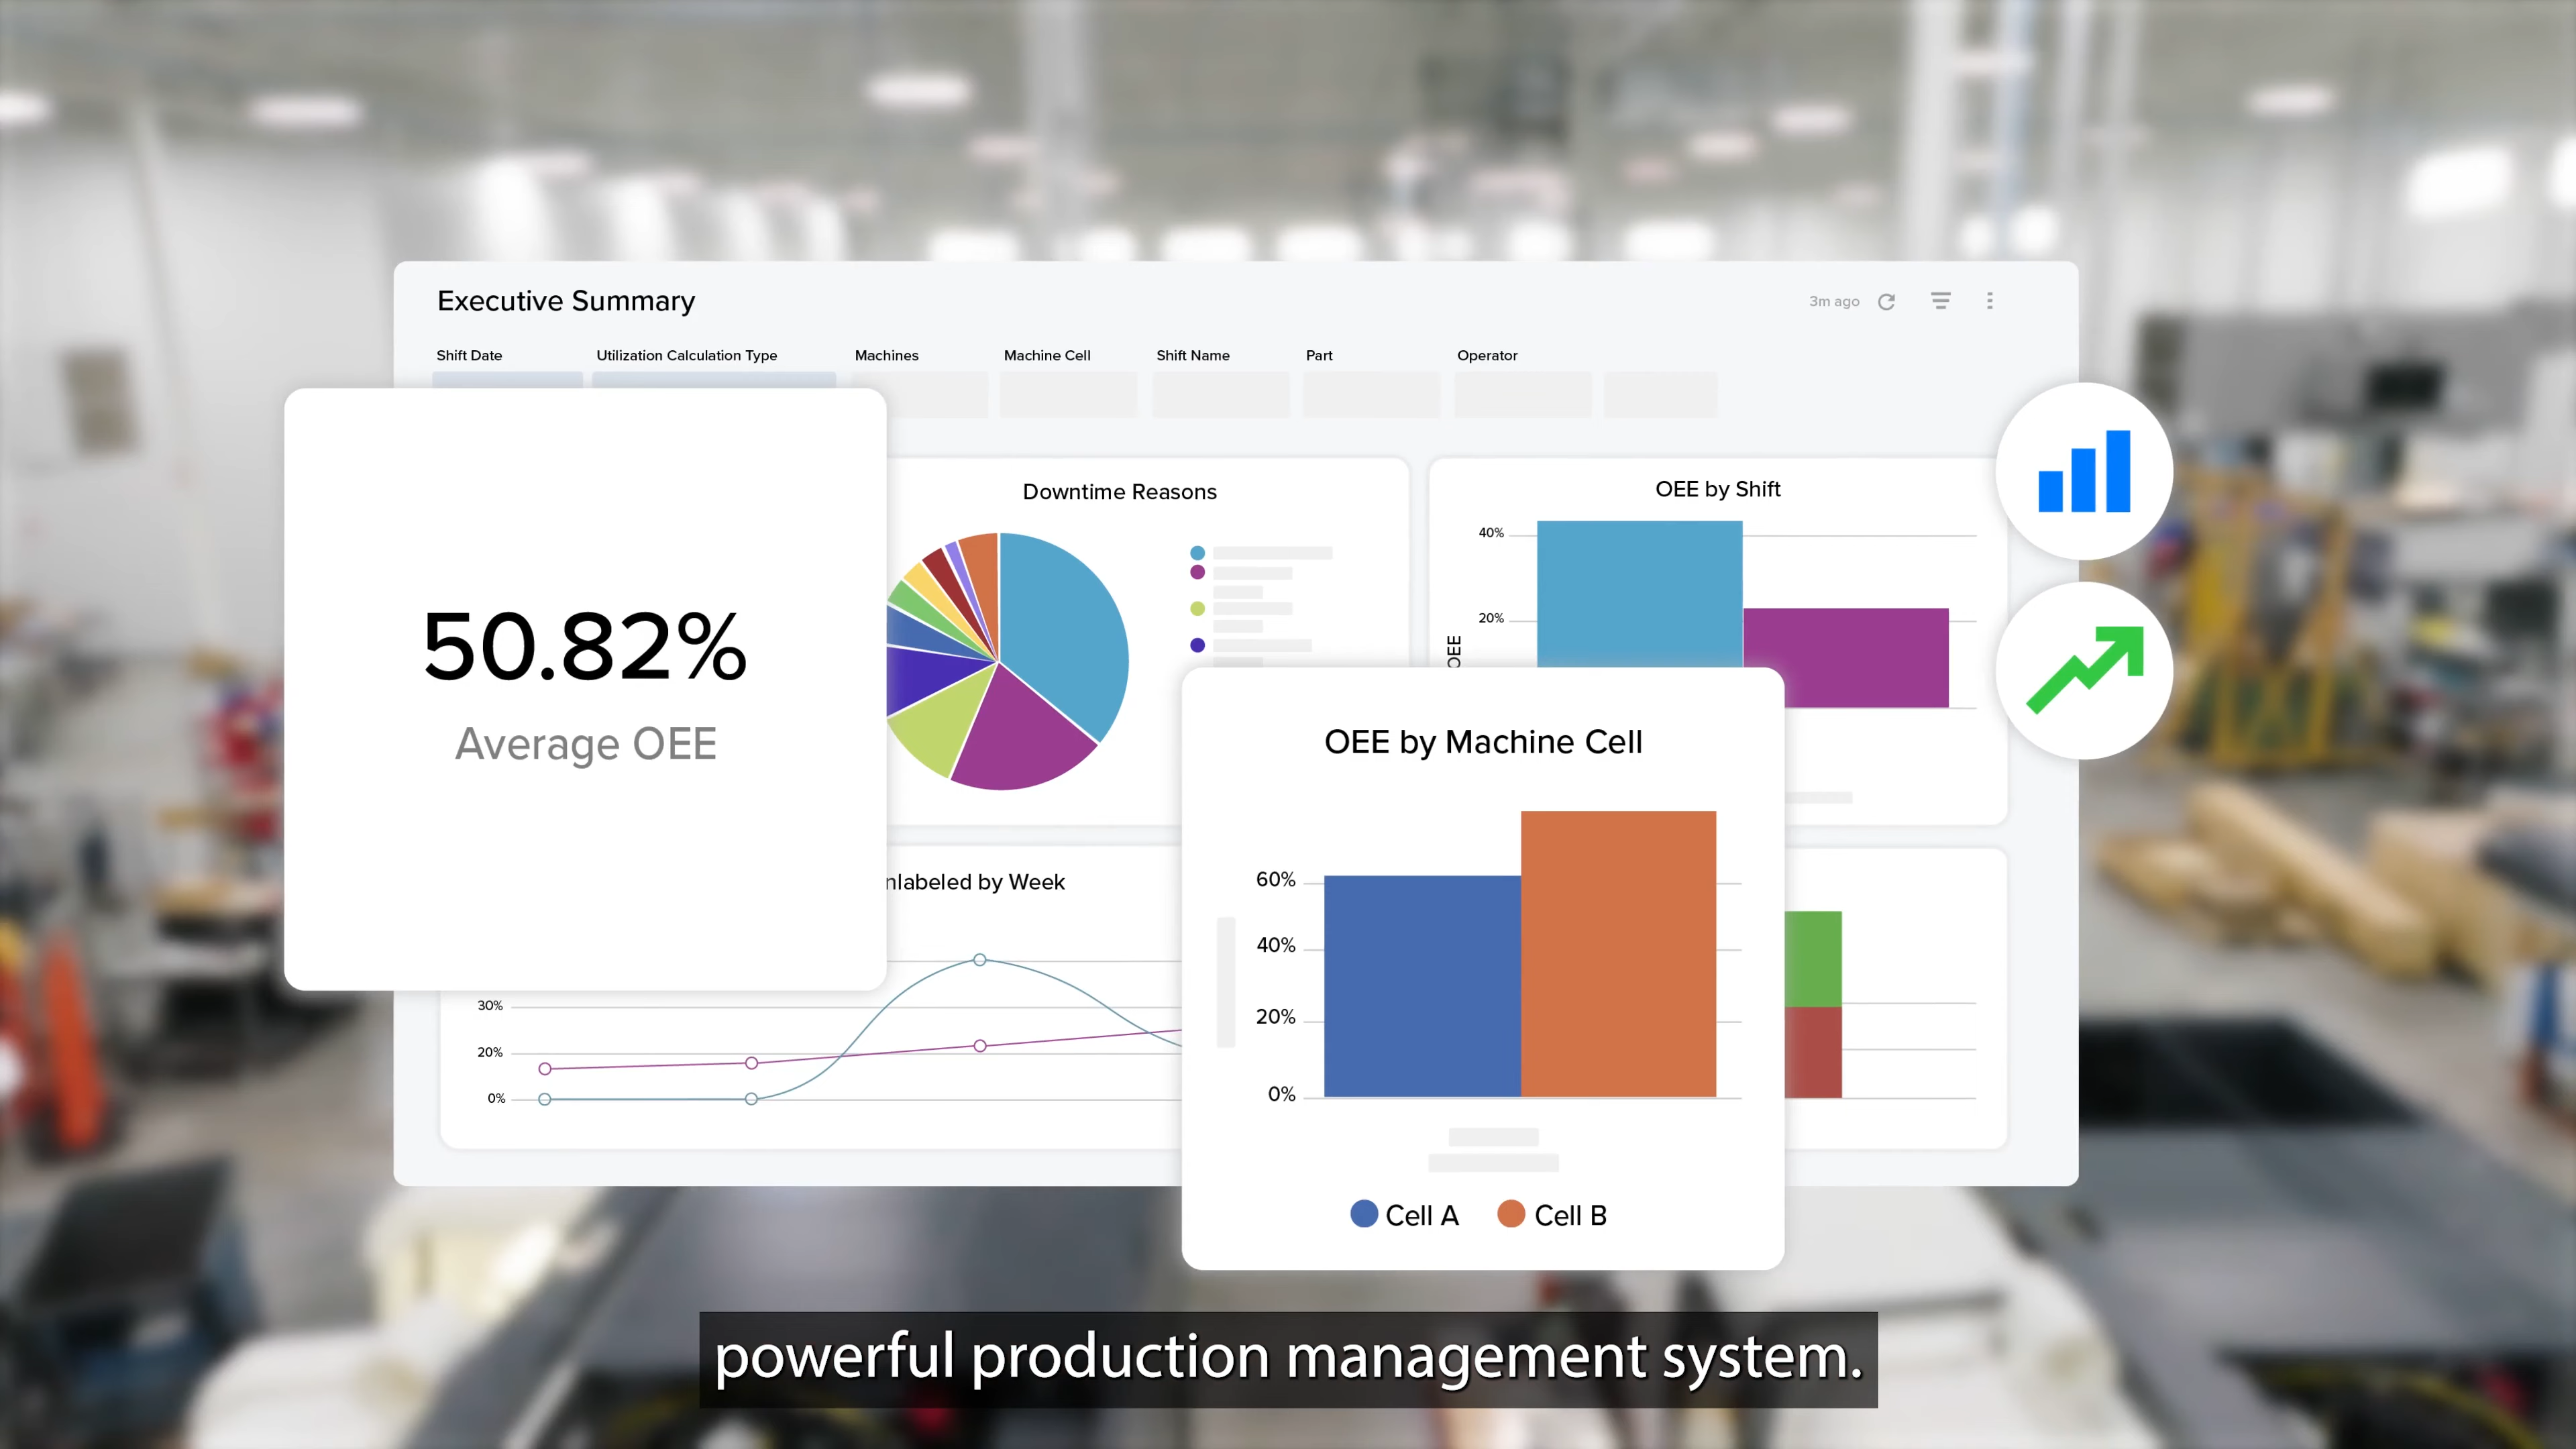 Executive Summary
3m ago
Shift Date
Utilization Calculation Type
Machines
Machine Cell
Shift Name
Part
Operator
50.82%
Average OEE
Downtime Reasons
OEE by Shift
40%
20%
OEE
OEE by Machine Cell
60%
40%
20%
0%
Cell A
Cell B
nlabeled by Week
30%
20%
0%
powerful production management system.